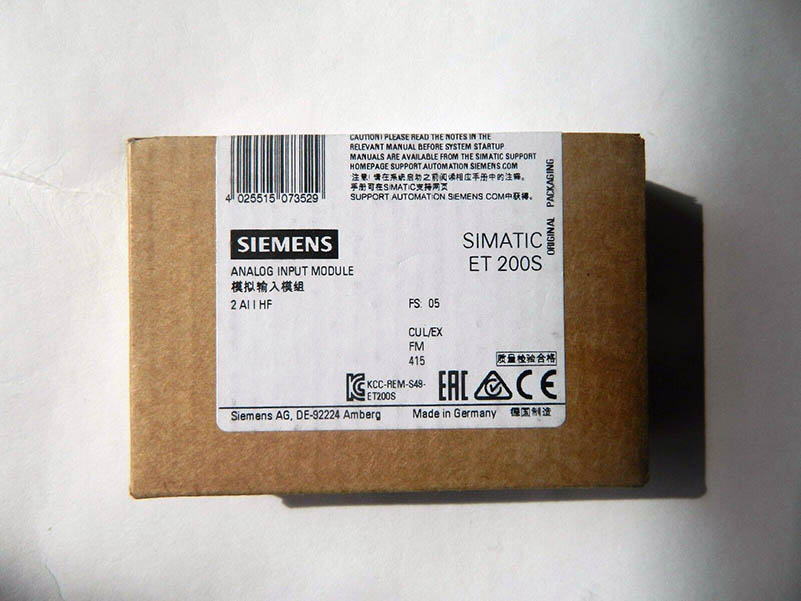 CAUTION! PLEASE READ THE NOTES IN THE
RELEVANT MANUAL BEFORE SYSTEM STARTUP
MANUALS ARE AVAILABLE FROM THE SIMATIC SUPPORT
HOMEPAGE SUPPORT.AUTOMATION.SIEMENS.COM
注意! 请在系统启动之前阅读相应手册中的注释。
手册可在SIMATIC支持网页
SUPPORT.AUTOMATION.SIEMENS.COM中获得。
4 025515 073529
ORIGINAL PACKAGING
SIEMENS
SIMATIC
ET 200S
ANALOG INPUT MODULE
模拟输入模组
2 AI I HF
FS: 05
CUL/EX
FM
415
质量检验合格
KCC-REM-S49-
ET200S
EAC
CE
Siemens AG, DE-92224 Amberg Made in Germany 德国制造